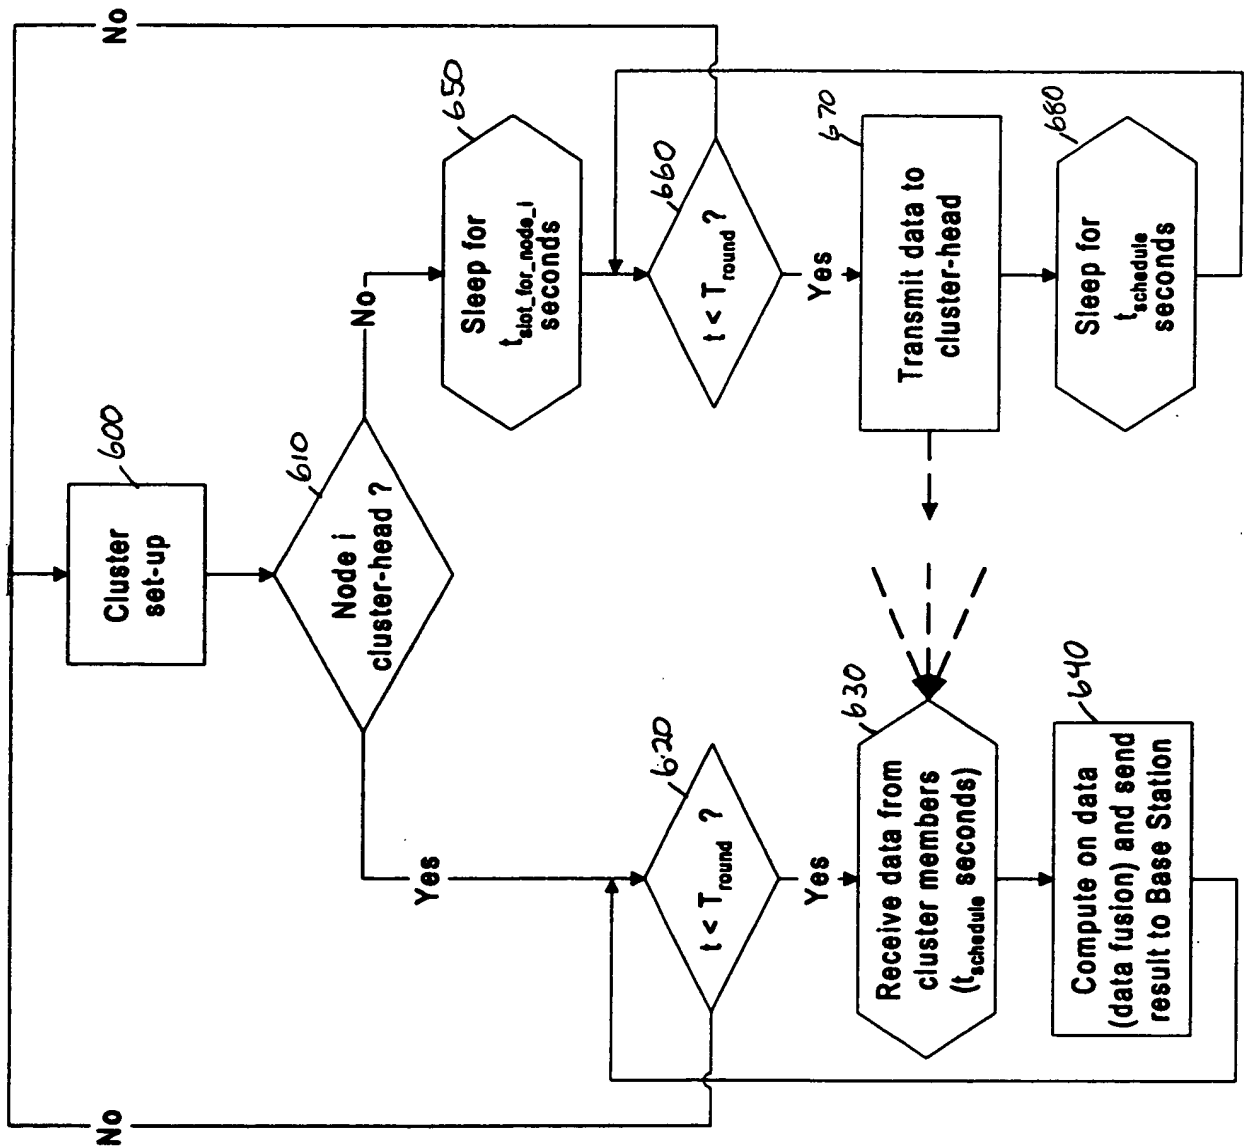 Cluster
set-up
600
Node i
cluster-head ?
610
Yes
No
No
t < T_round ?
620
Yes
Receive data from
cluster members
(t_schedule seconds)
630
Compute on data
(data fusion) and send
result to Base Station
640
Sleep for
t_slot_for_node_i
seconds
650
No
t < T_round ?
660
Yes
Transmit data to
cluster-head
670
Sleep for
t_schedule
seconds
680